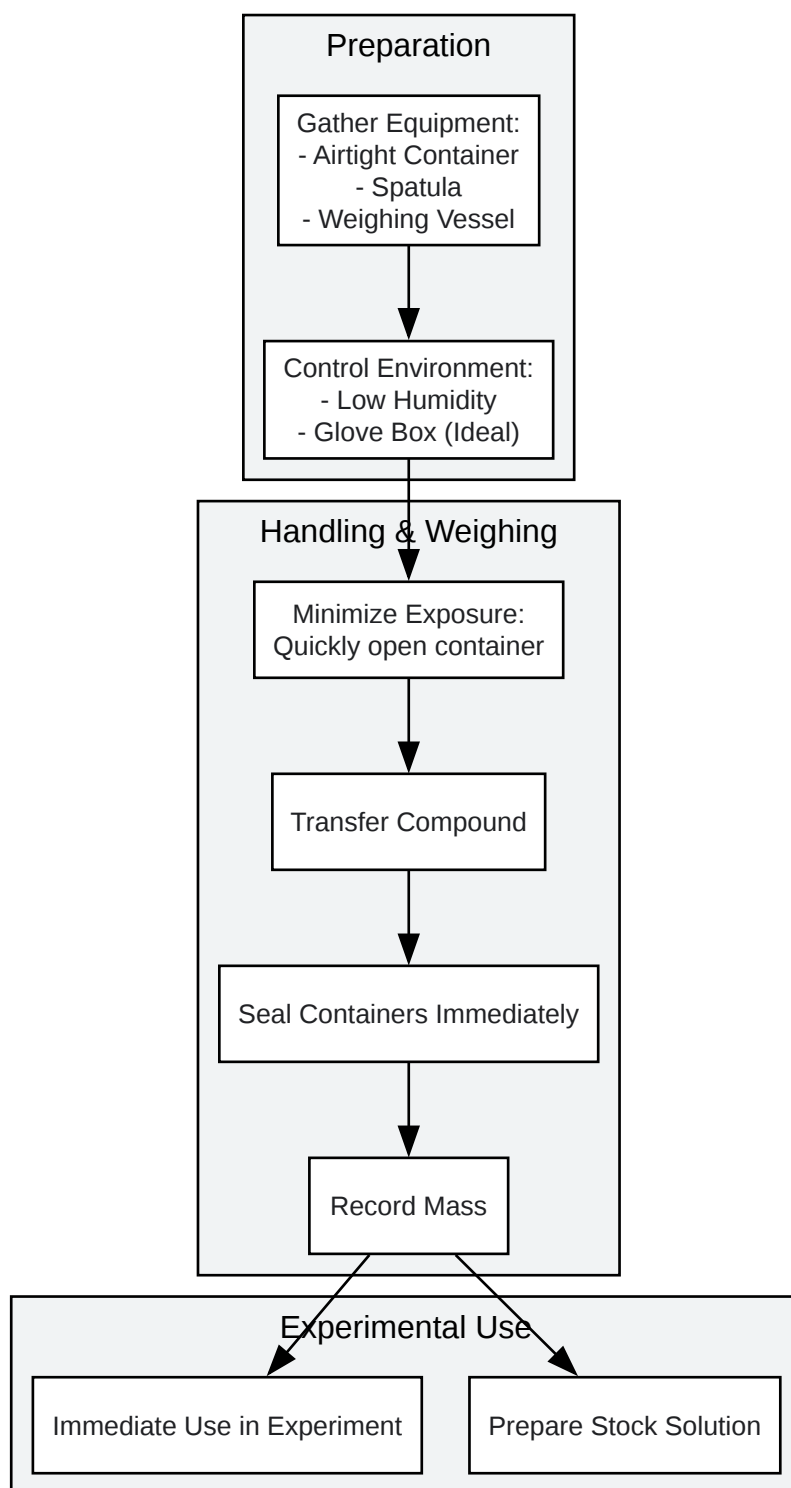 Preparation
Gather Equipment:
- Airtight Container
- Spatula
- Weighing Vessel
Control Environment:
- Low Humidity
- Glove Box (Ideal)
Handling & Weighing
Minimize Exposure:
Quickly open container
Transfer Compound
Seal Containers Immediately
Record Mass
Experimental Use
Immediate Use in Experiment
Prepare Stock Solution